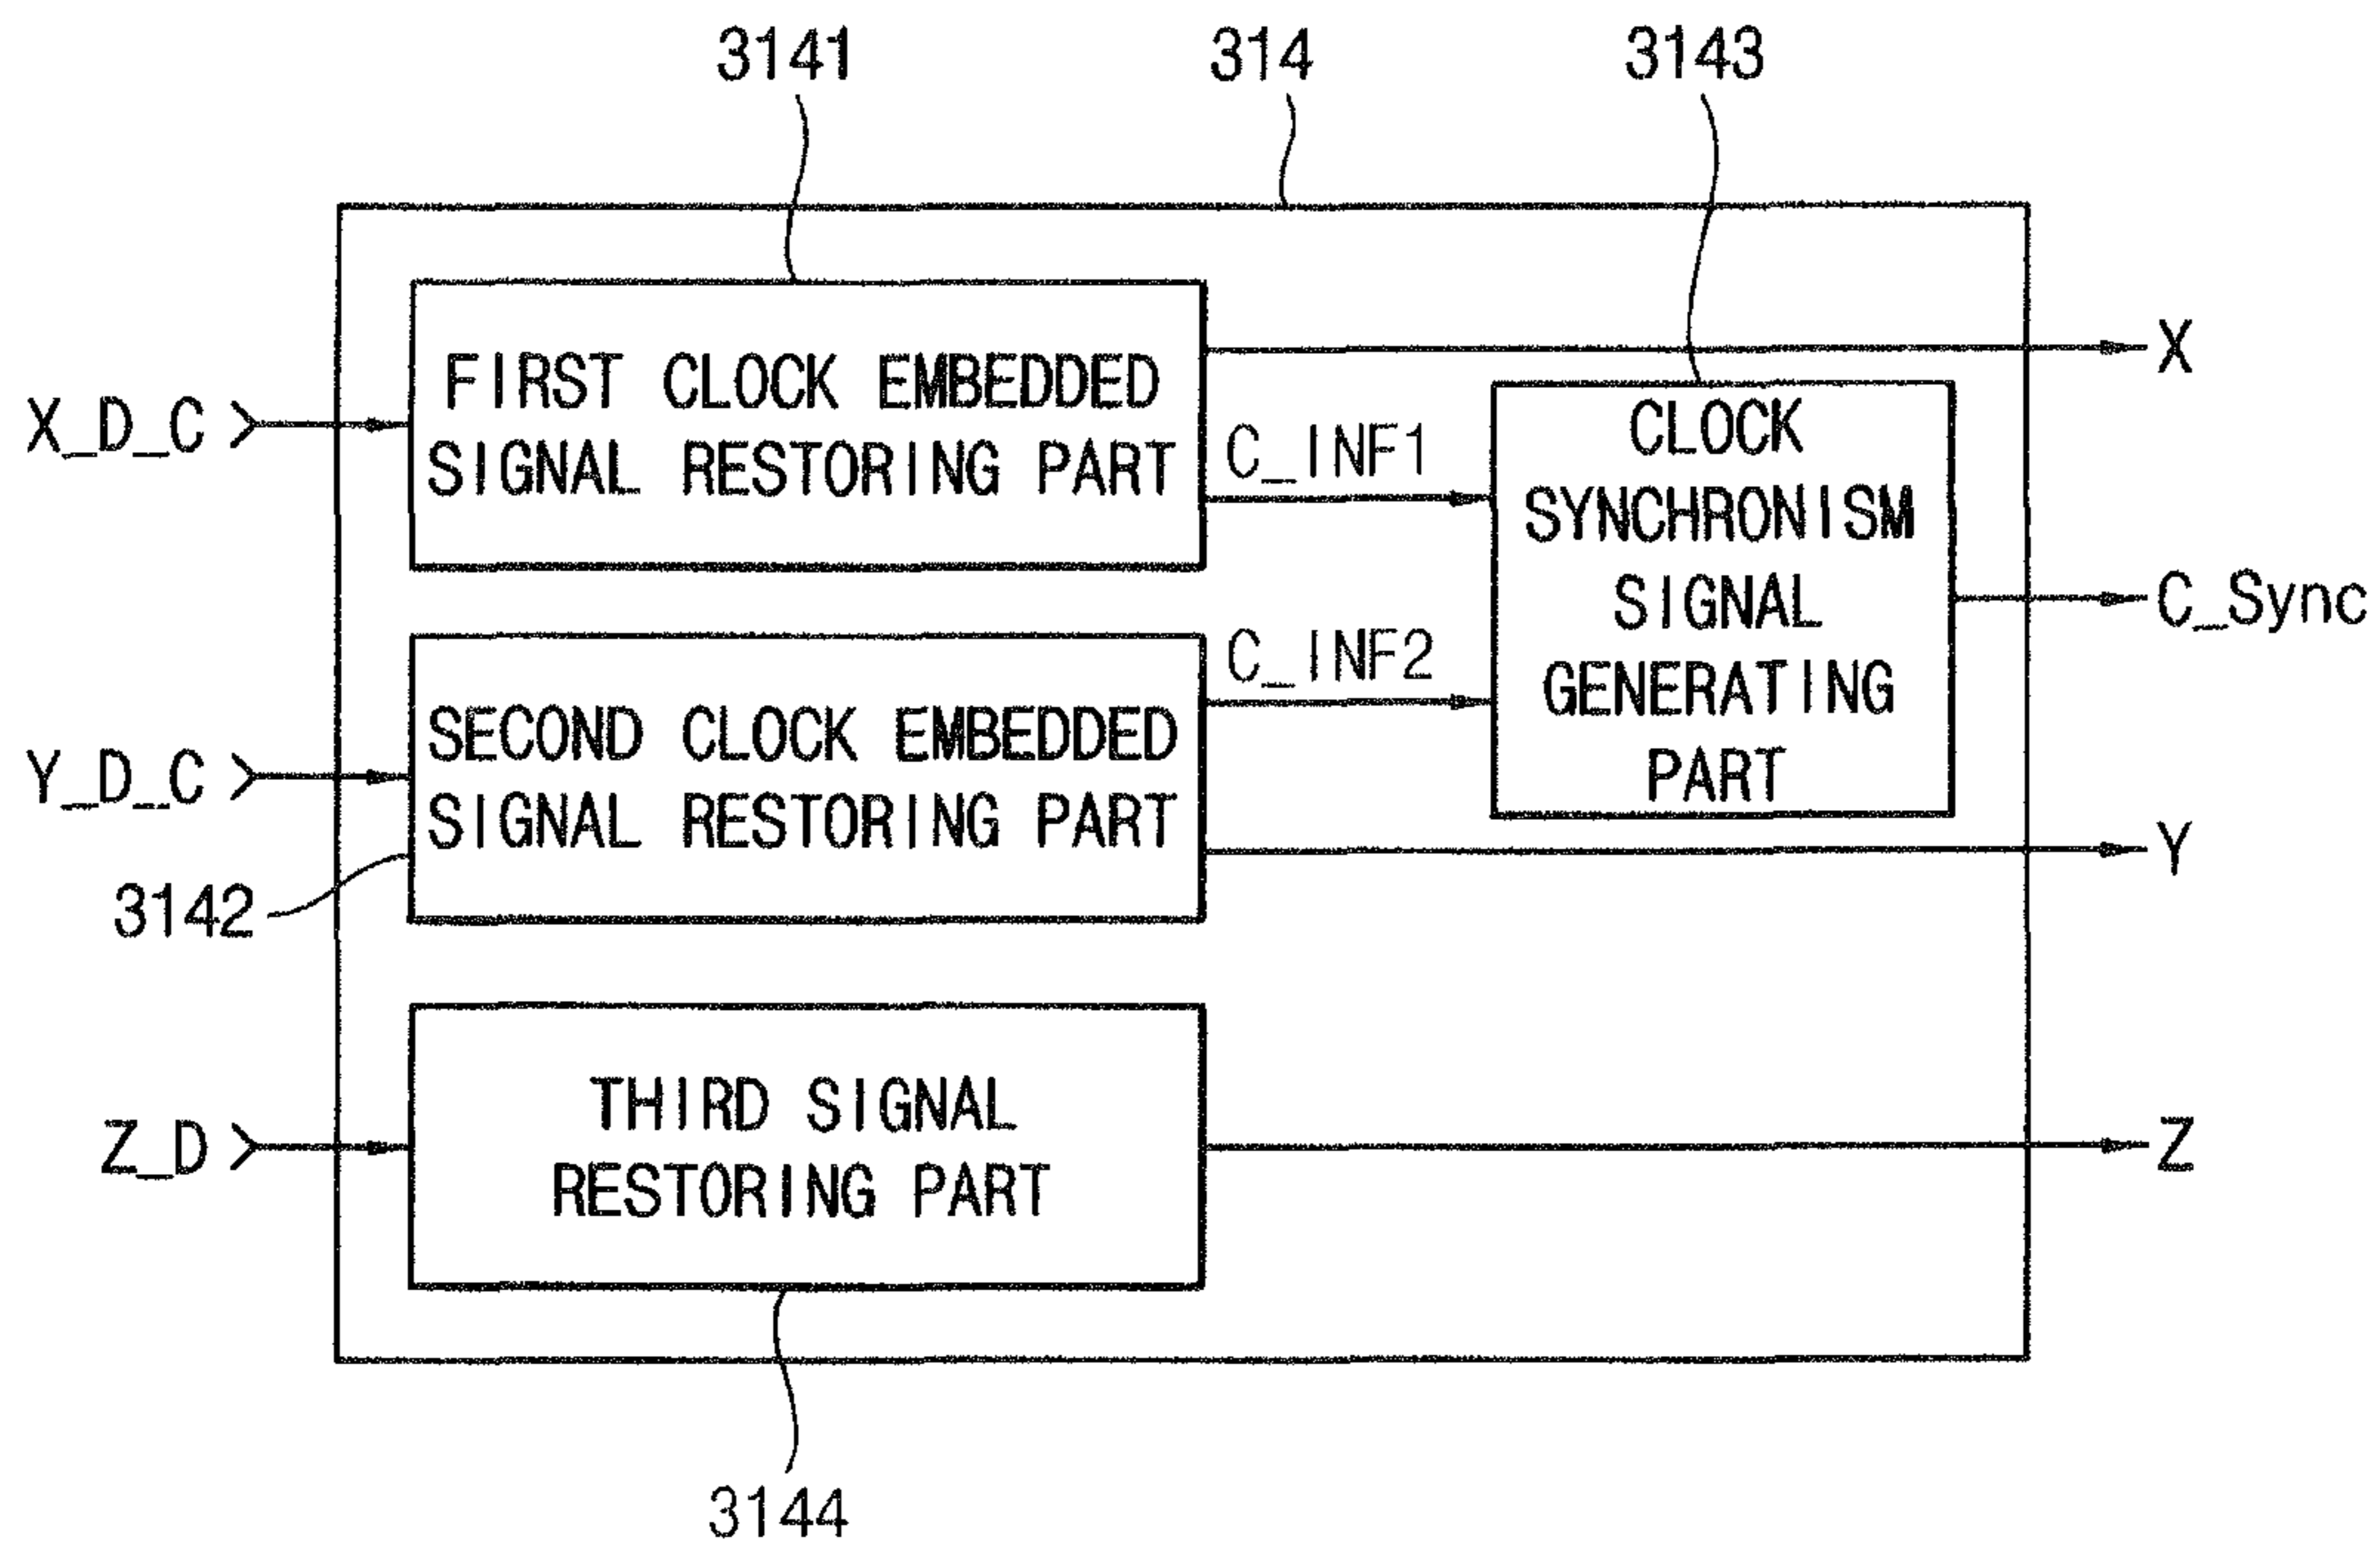 3141
314
3143
X_D_C
FIRST CLOCK EMBEDDED
SIGNAL RESTORING PART
X
C_INF1
CLOCK
SYNCHRONISM
SIGNAL
GENERATING
PART
C_Sync
C_INF2
Y_D_C
SECOND CLOCK EMBEDDED
SIGNAL RESTORING PART
Y
3142
Z_D
THIRD SIGNAL
RESTORING PART
Z
3144